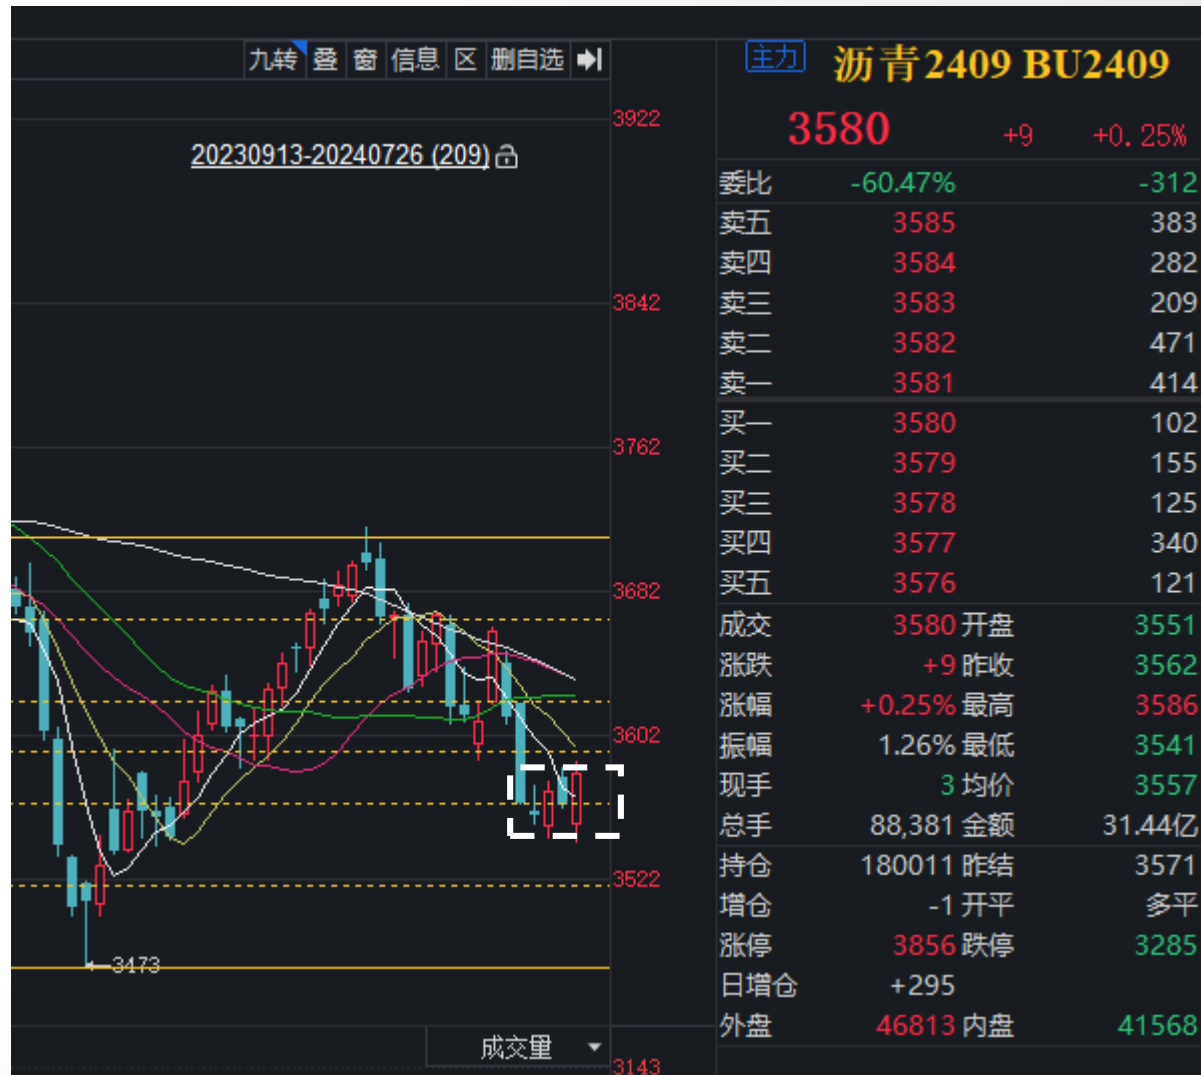 九转 叠 窗 信息 区 删自选
主力 沥青2409 BU2409
3580 +9 +0.25%
20230913-20240726 (209)
3922
3842
3762
3682
3602
3522
3143
3473
成交量
委比 -60.47% -312
卖五 3585 383
卖四 3584 282
卖三 3583 209
卖二 3582 471
卖一 3581 414
买一 3580 102
买二 3579 155
买三 3578 125
买四 3577 340
买五 3576 121
成交 3580 开盘 3551
涨跌 +9 昨收 3562
涨幅 +0.25% 最高 3586
振幅 1.26% 最低 3541
现手 3 均价 3557
总手 88,381 金额 31.44亿
持仓 180011 昨结 3571
增仓 -1 开平 多平
涨停 3856 跌停 3285
日增仓 +295
外盘 46813 内盘 41568